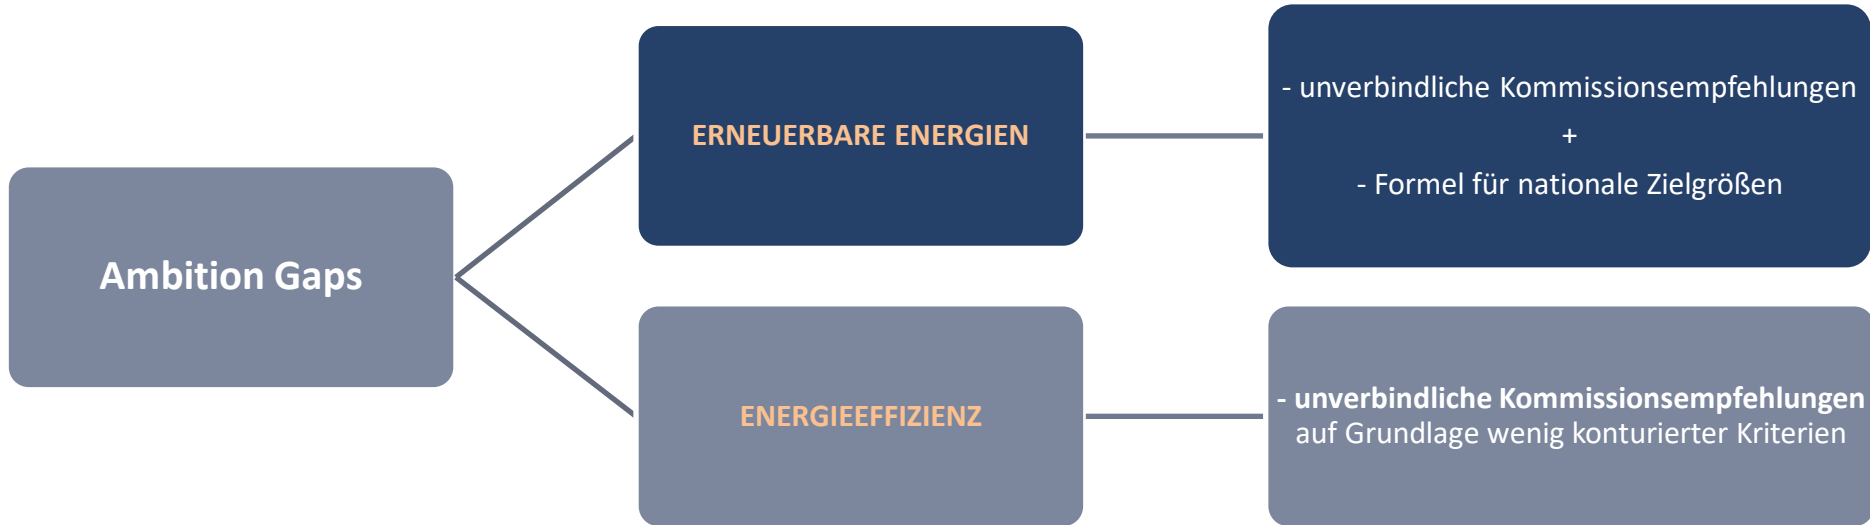 Ambition Gaps
ERNEUERBARE ENERGIEN
- unverbindliche Kommissionsempfehlungen
+
- Formel für nationale Zielgrößen
ENERGIEEFFIZIENZ
- unverbindliche Kommissionsempfehlungen
auf Grundlage wenig konturierter Kriterien